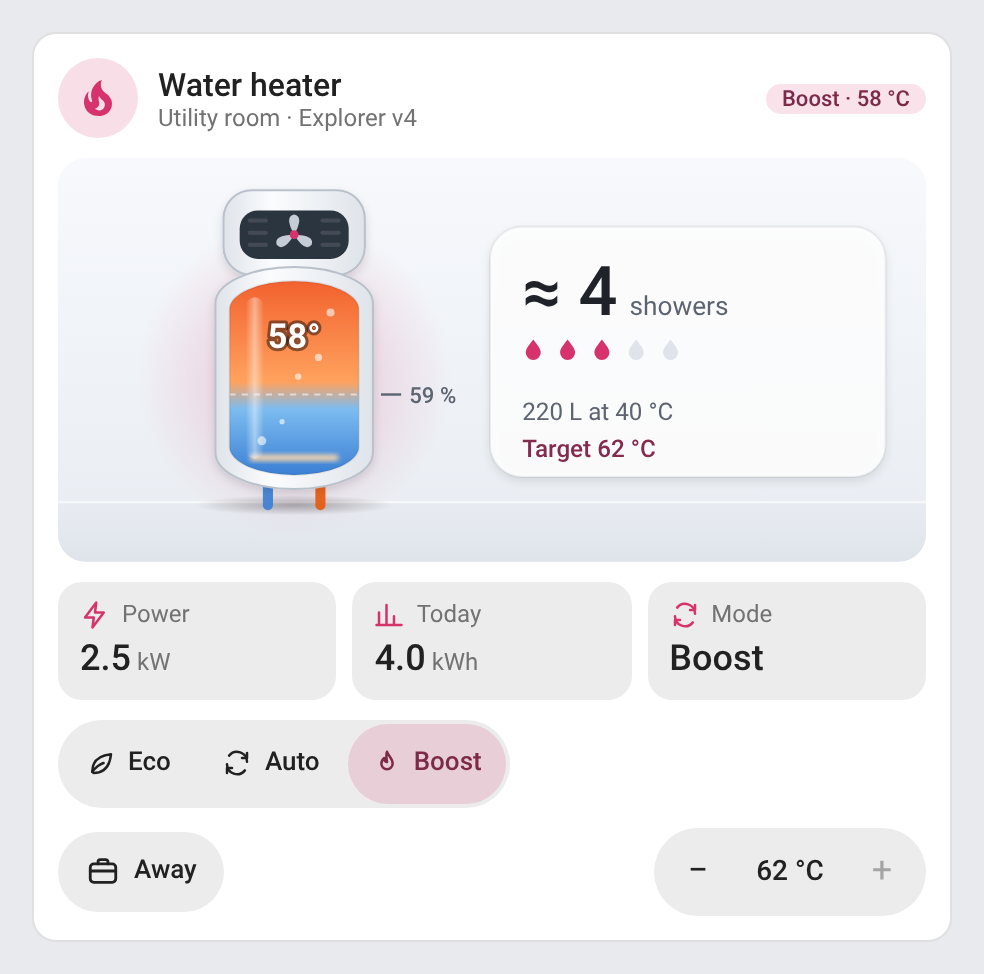 Water heater
Utility room · Explorer v4
Boost · 58 °C
58°
59 %
≈ 4 showers
220 L at 40 °C
Target 62 °C
Power
2.5 kW
Today
4.0 kWh
Mode
Boost
Eco
Auto
Boost
Away
− 62 °C +